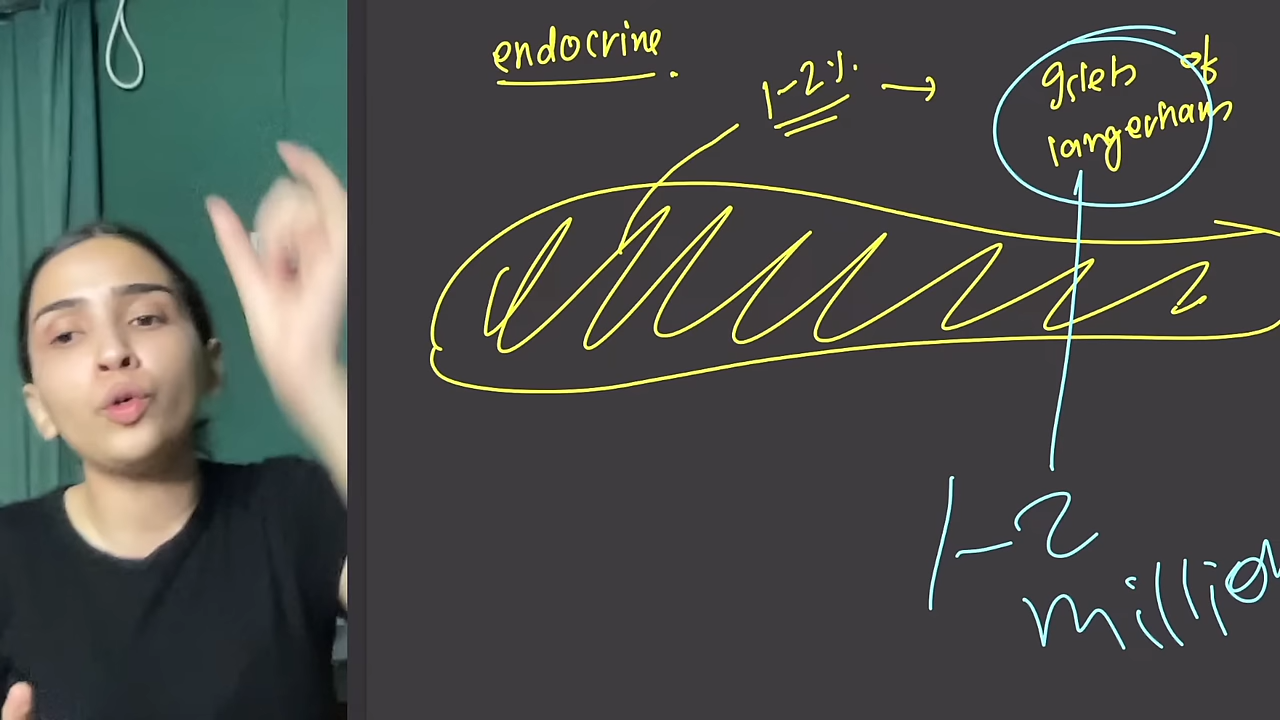 endocrine.
1-2%. →
Islets of
langerhans
1-2
million